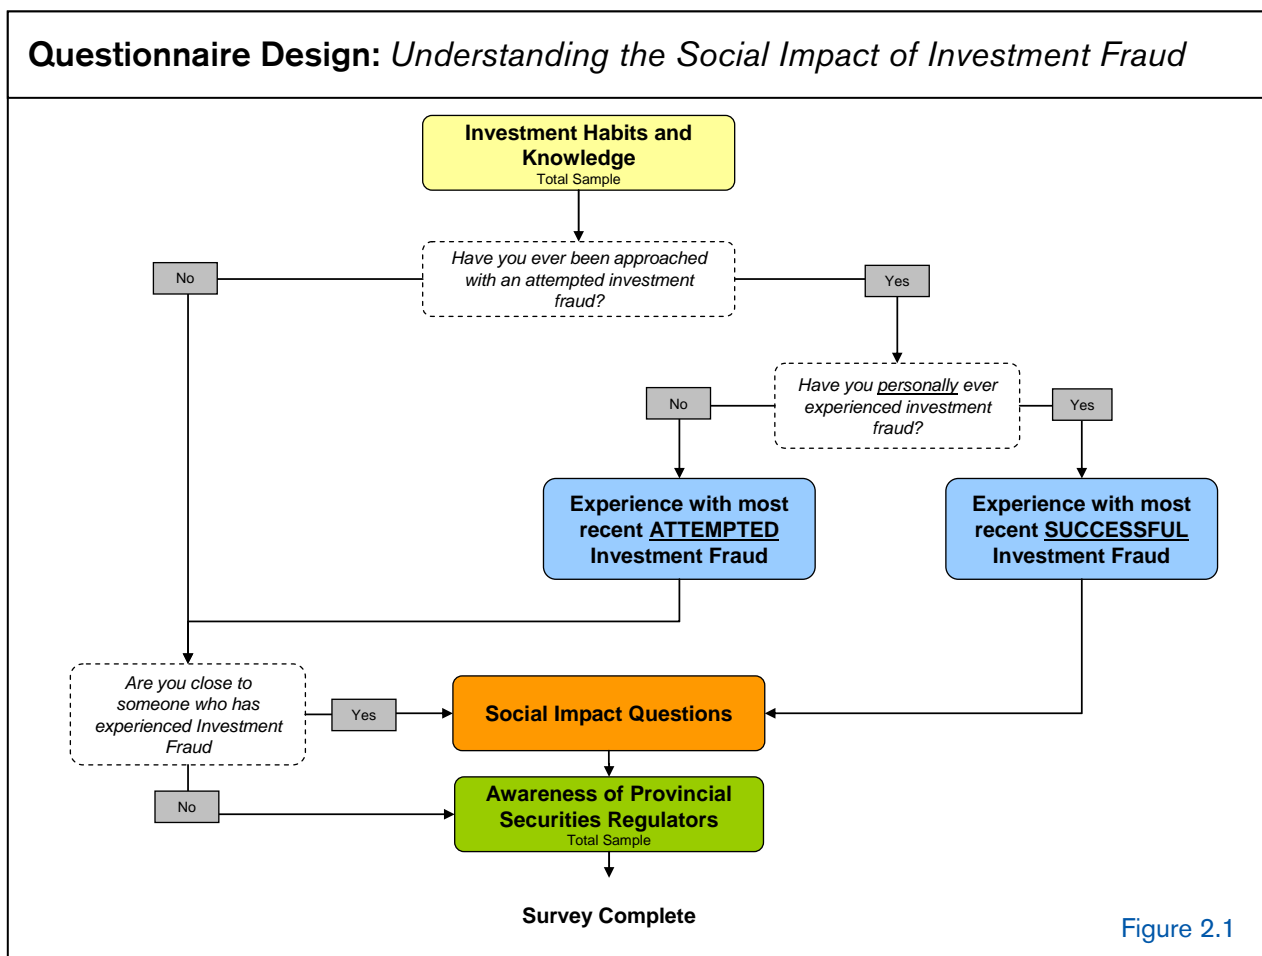 Questionnaire Design: Understanding the Social Impact of Investment Fraud
Investment Habits and
Knowledge
Total Sample
Have you ever been approached
with an attempted investment
fraud?
No
Yes
Have you personally ever
experienced investment
fraud?
No
Yes
Experience with most
recent ATTEMPTED
Investment Fraud
Experience with most
recent SUCCESSFUL
Investment Fraud
Are you close to
someone who has
experienced Investment
Fraud
Yes
Social Impact Questions
No
Awareness of Provincial
Securities Regulators
Total Sample
Survey Complete
Figure 2.1